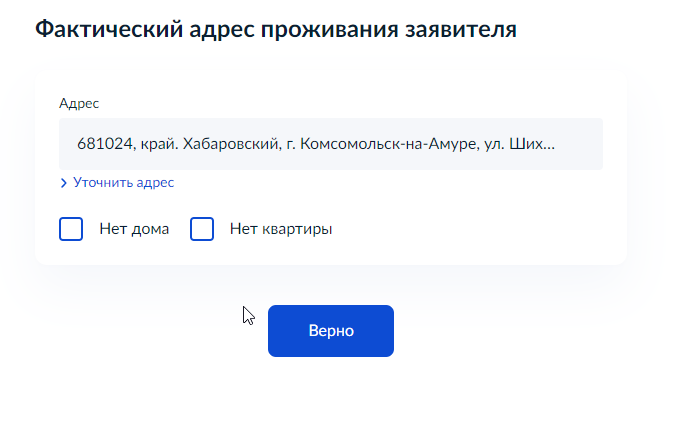 Фактический адрес проживания заявителя
Адрес
681024, край. Хабаровский, г. Комсомольск-на-Амуре, ул. Ших...
Уточнить адрес
Нет дома Нет квартиры
Верно